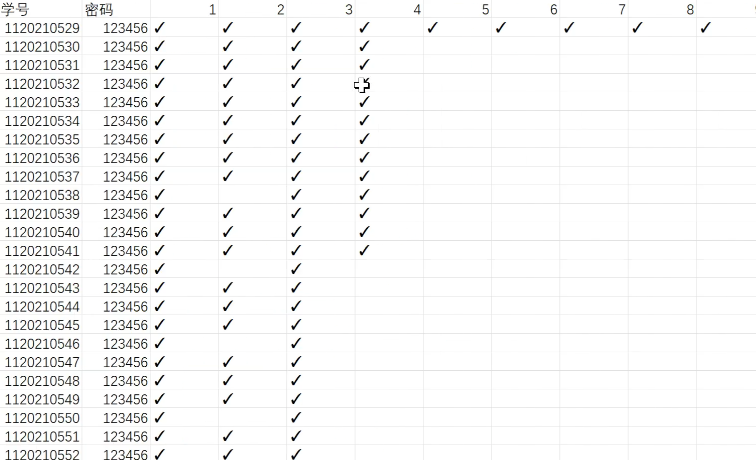 学号 密码 1 2 3 4 5 6 7 8
1120210529 123456 ✓ ✓ ✓ ✓ ✓ ✓ ✓ ✓ ✓
1120210530 123456 ✓ ✓ ✓ ✓
1120210531 123456 ✓ ✓ ✓ ✓
1120210532 123456 ✓ ✓ ✓ ✓
1120210533 123456 ✓ ✓ ✓ ✓
1120210534 123456 ✓ ✓ ✓ ✓
1120210535 123456 ✓ ✓ ✓ ✓
1120210536 123456 ✓ ✓ ✓ ✓
1120210537 123456 ✓ ✓ ✓ ✓
1120210538 123456 ✓ ✓ ✓
1120210539 123456 ✓ ✓ ✓ ✓
1120210540 123456 ✓ ✓ ✓ ✓
1120210541 123456 ✓ ✓ ✓ ✓
1120210542 123456 ✓ ✓
1120210543 123456 ✓ ✓ ✓
1120210544 123456 ✓ ✓ ✓
1120210545 123456 ✓ ✓ ✓
1120210546 123456 ✓ ✓
1120210547 123456 ✓ ✓ ✓
1120210548 123456 ✓ ✓ ✓
1120210549 123456 ✓ ✓ ✓
1120210550 123456 ✓ ✓
1120210551 123456 ✓ ✓ ✓
1120210552 123456 ✓ ✓ ✓